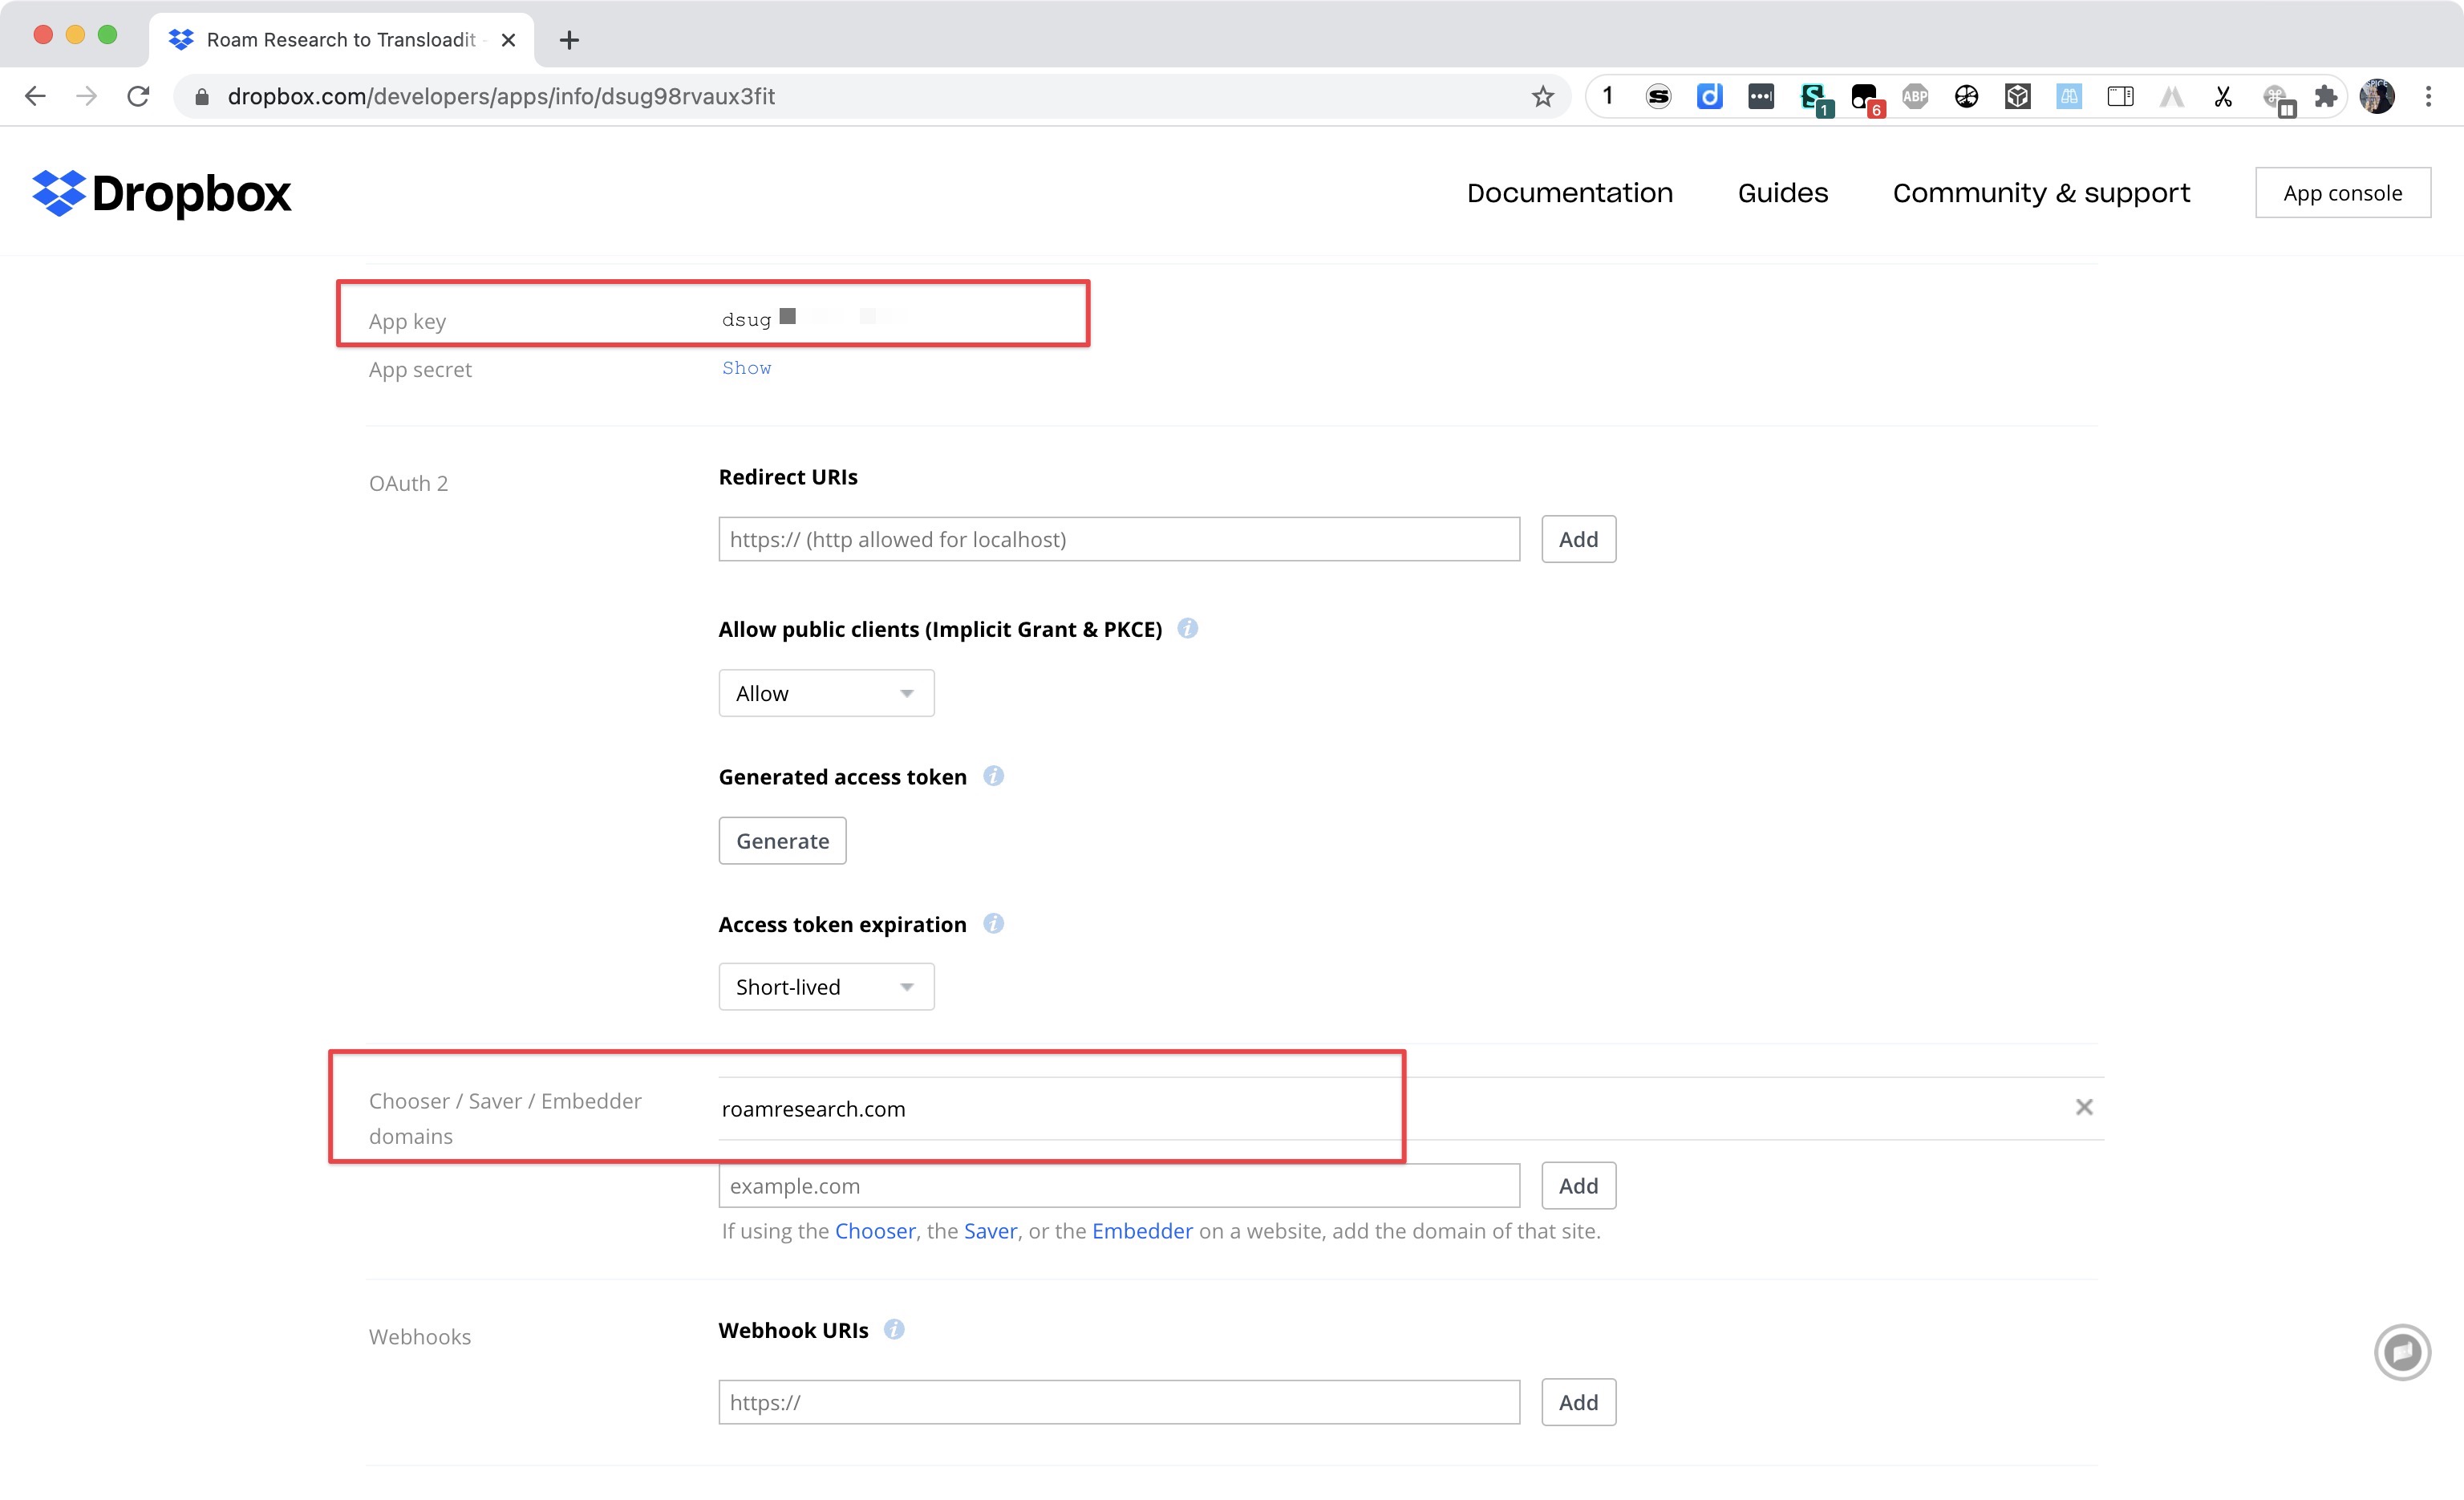 Roam Research to Transloadit -
dropbox.com/developers/apps/info/dsug98rvaux3fit
1
1
6
ABP
Dropbox
Documentation
Guides
Community & support
App console
App key
dsug
App secret
Show
OAuth 2
Redirect URIs
https:// (http allowed for localhost)
Add
Allow public clients (Implicit Grant & PKCE)
Allow
Generated access token
Generate
Access token expiration
Short-lived
Chooser / Saver / Embedder
domains
roamresearch.com
example.com
Add
If using the Chooser, the Saver, or the Embedder on a website, add the domain of that site.
Webhooks
Webhook URIs
https://
Add